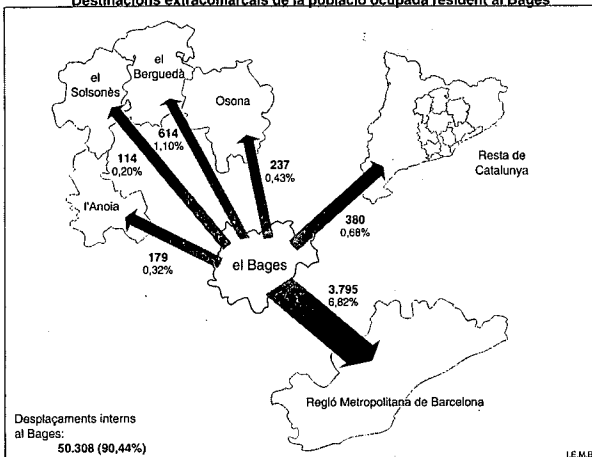 Destinacions extracomarcals de la població ocupada resident al Bages
el
Solsonès
el
Berguedà
Osona
Resta de
Catalunya
l'Anoia
114
0,20%
614
1,10%
237
0,43%
380
0,68%
179
0,32%
el Bages
3.795
6,82%
Regló Metropolitana de Barcelona
Desplaçaments interns
al Bages:
50.308 (90,44%)
I.E.M.B